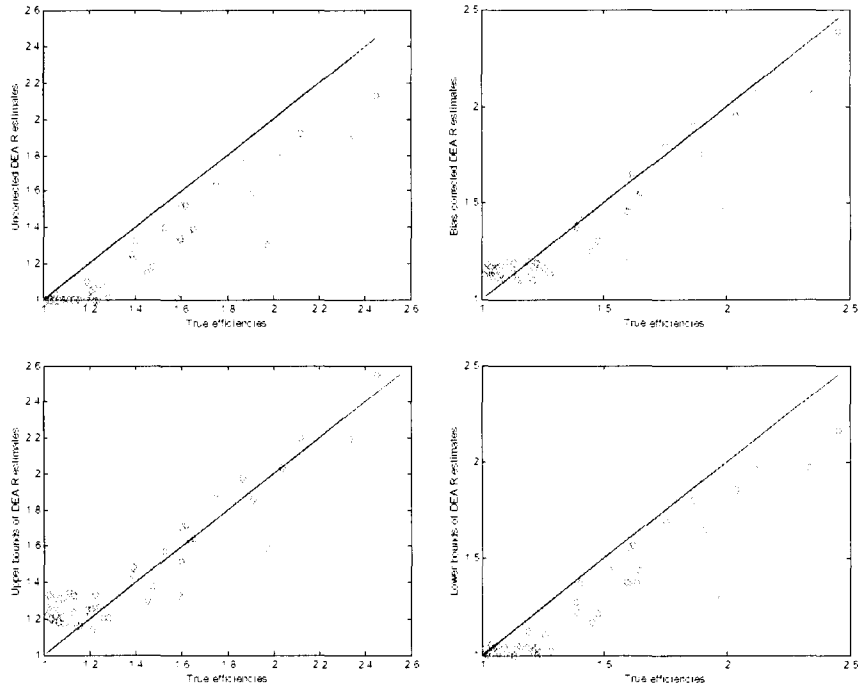 2.6
2.4
2.2
2
1.8
1.6
1.4
1.2
1
Uncorrected DEA R estimates
1 1.2 1.4 1.6 1.8 2 2.2 2.4 2.6
True efficiencies
2.5
2
1.5
1
Bias corrected DEA R estimates
1 1.5 2 2.5
True efficiencies
2.6
2.4
2.2
2
1.8
1.6
1.4
1.2
1
Upper bounds of DEA R estimates
1 1.2 1.4 1.6 1.8 2 2.2 2.4 2.6
True efficiencies
2.5
2
1.5
1
Lower bounds of DEA R estimates
1 1.5 2 2.5
True efficiencies